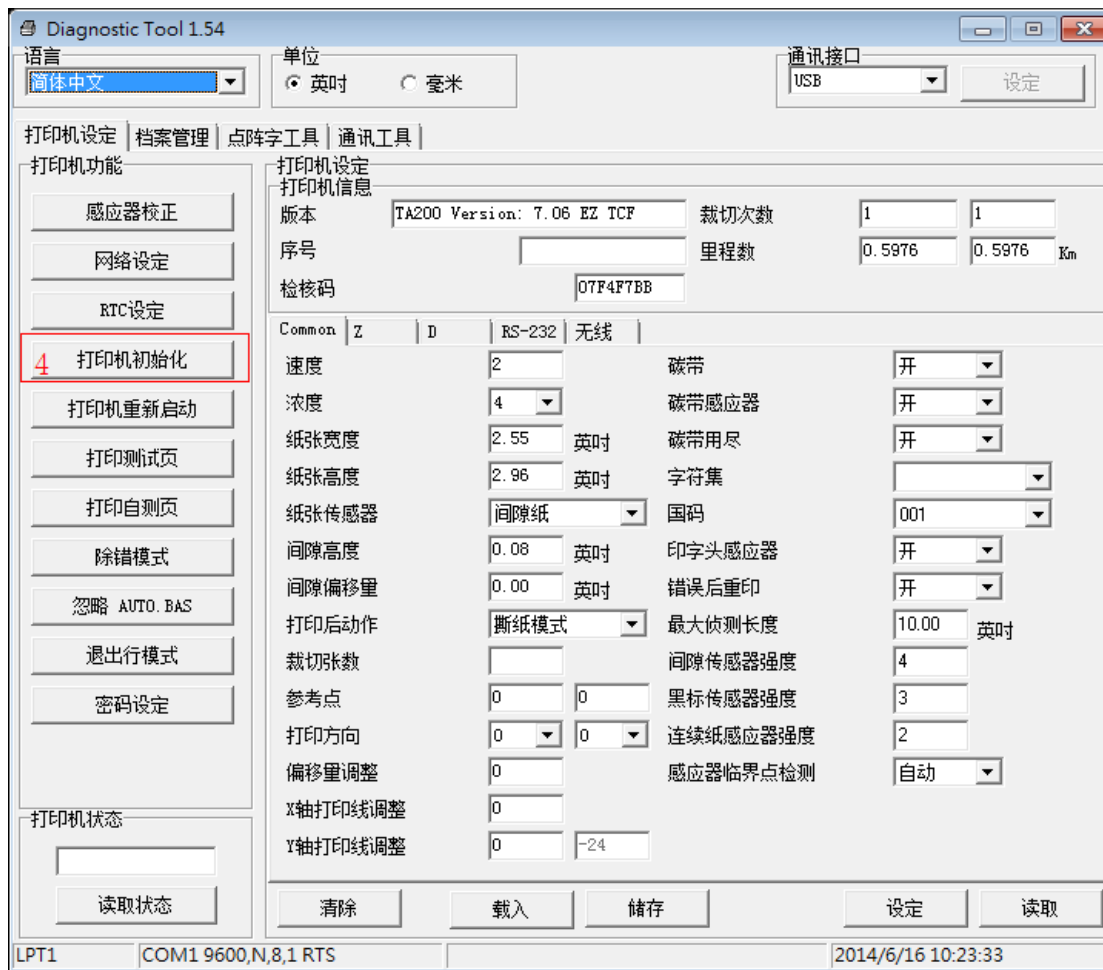 Diagnostic Tool 1.54
语言 单位 通讯接口
简体中文 英吋 毫米 USB 设定
打印机设定 档案管理 点阵字工具 通讯工具
打印机功能 打印机设定
打印机信息
感应器校正 版本 TA200 Version: 7.06 EZ TCF 裁切次数 1 1
网络设定 序号 里程数 0.5976 0.5976 Km
检核码 07F4F7BB
RTC设定
Common Z D RS-232 无线
4 打印机初始化 速度 2 碳带 开
打印机重新启动 浓度 4 碳带感应器 开
纸张宽度 2.55 英吋 碳带用尽 开
打印测试页 纸张高度 2.96 英吋 字符集
打印自测页 纸张传感器 间隙纸 国码 001
除错模式 间隙高度 0.08 英吋 印字头感应器 开
忽略 AUTO.BAS 间隙偏移量 0.00 英吋 错误后重印 开
打印后动作 撕纸模式 最大侦测长度 10.00 英吋
退出行模式 裁切张数 间隙传感器强度 4
密码设定 参考点 0 0 黑标传感器强度 3
打印方向 0 0 连续纸感应器强度 2
偏移量调整 0 感应器临界点检测 自动
打印机状态 X轴打印线调整 0
Y轴打印线调整 0 -24
读取状态 清除 载入 储存 设定 读取
LPT1 COM1 9600,N,8,1 RTS 2014/6/16 10:23:33